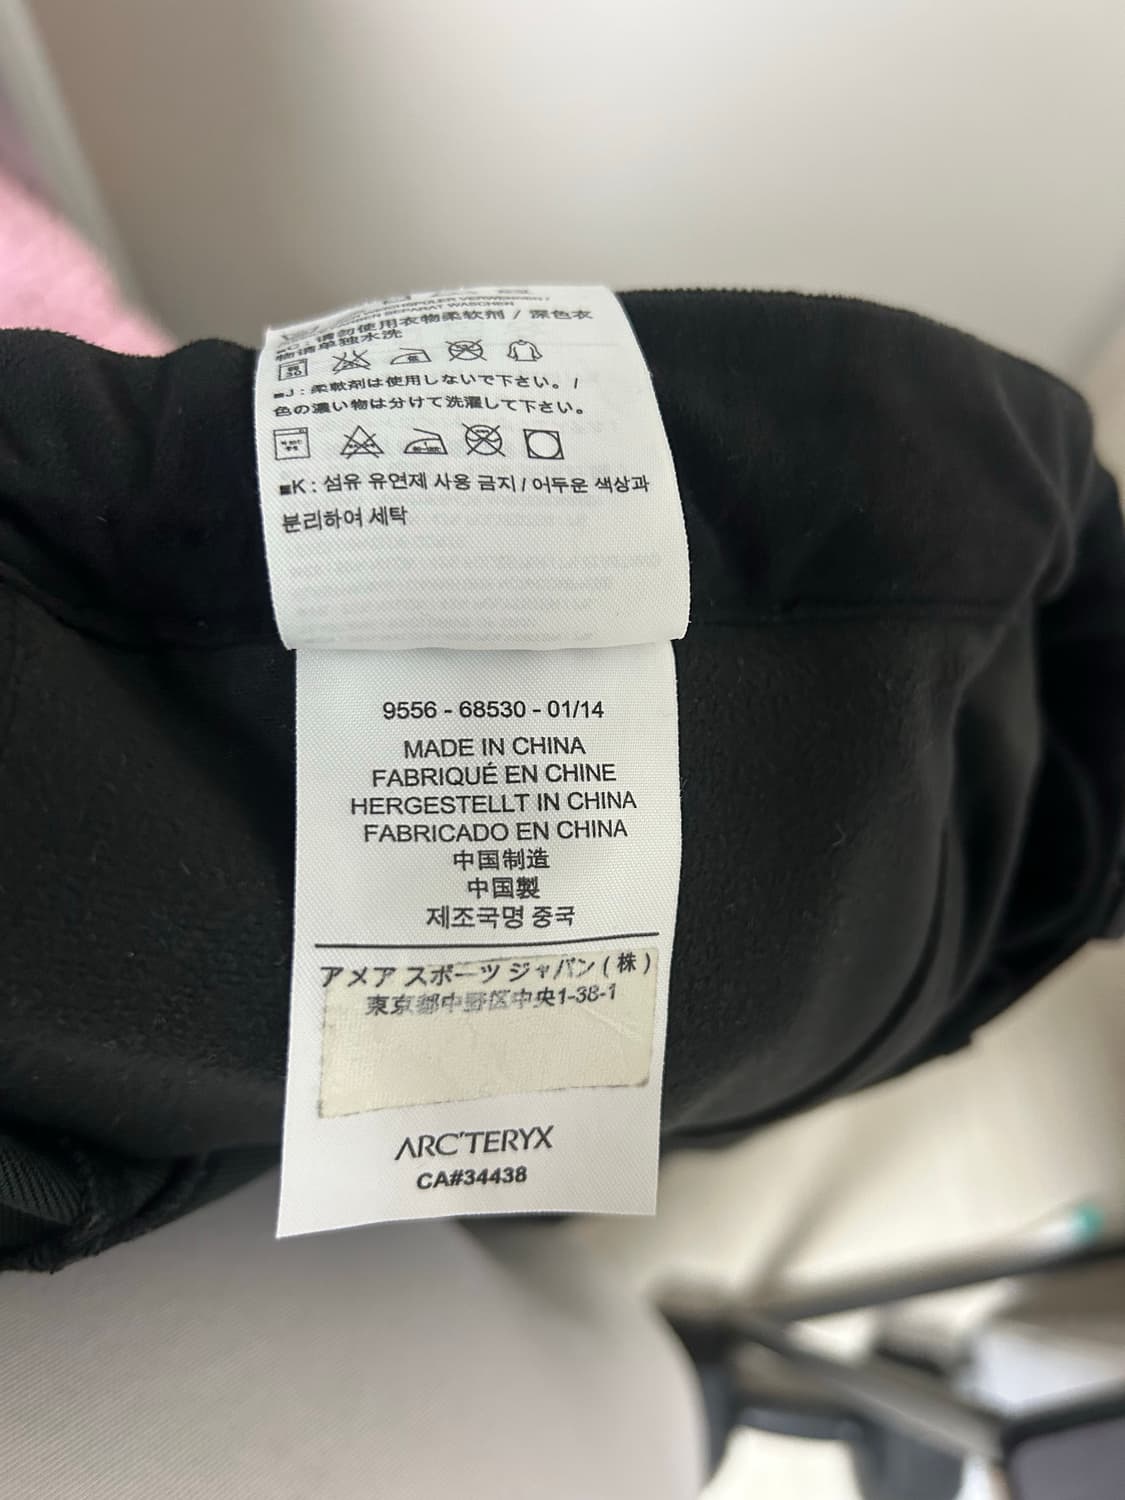 ■C：请勿使用衣物柔软剂 / 深色衣
物请单独水洗
30
■J：柔軟剤は使用しないで下さい。/
色の濃い物は分けて洗濯して下さい。
■K : 섬유 유연제 사용 금지 / 어두운 색상과
분리하여 세탁
9556 - 68530 - 01/14
MADE IN CHINA
FABRIQUÉ EN CHINE
HERGESTELLT IN CHINA
FABRICADO EN CHINA
中国制造
中国製
제조국명 중국
アメア スポーツ ジャパン ( 株 )
東京都中野区中央1-38-1
ARC'TERYX
CA#34438